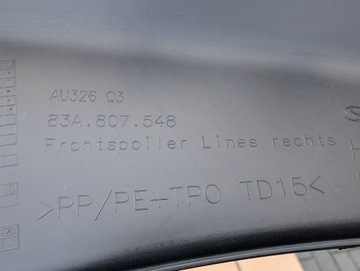 AU326 Q3
83A.807.548
Frontspoiler Lines rechts
>PP/PE-TPO TD15<